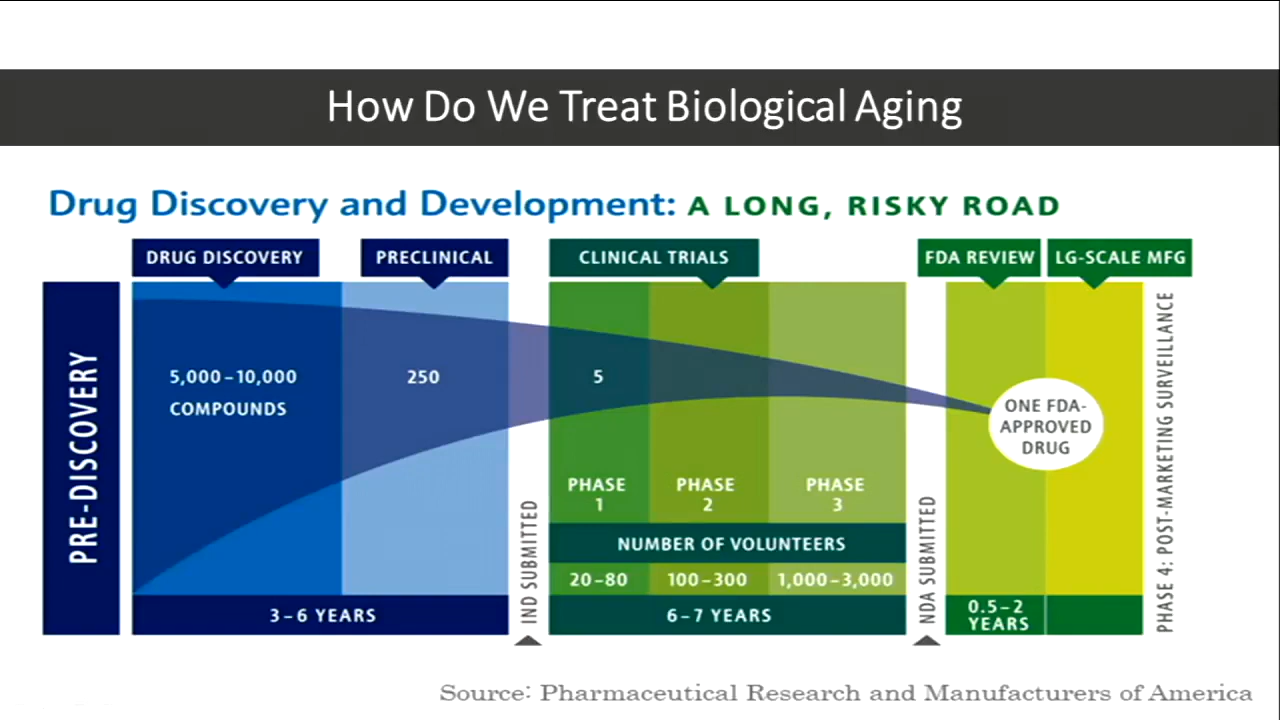 How Do We Treat Biological Aging
Drug Discovery and Development: A LONG, RISKY ROAD
DRUG DISCOVERY
PRECLINICAL
CLINICAL TRIALS
FDA REVIEW
LG-SCALE MFG
PRE-DISCOVERY
5,000–10,000
COMPOUNDS
250
5
ONE FDA-
APPROVED
DRUG
PHASE
1
PHASE
2
PHASE
3
NUMBER OF VOLUNTEERS
20–80
100–300
1,000–3,000
3–6 YEARS
IND SUBMITTED
6–7 YEARS
NDA SUBMITTED
0.5–2
YEARS
PHASE 4: POST-MARKETING SURVEILLANCE
Source: Pharmaceutical Research and Manufacturers of America